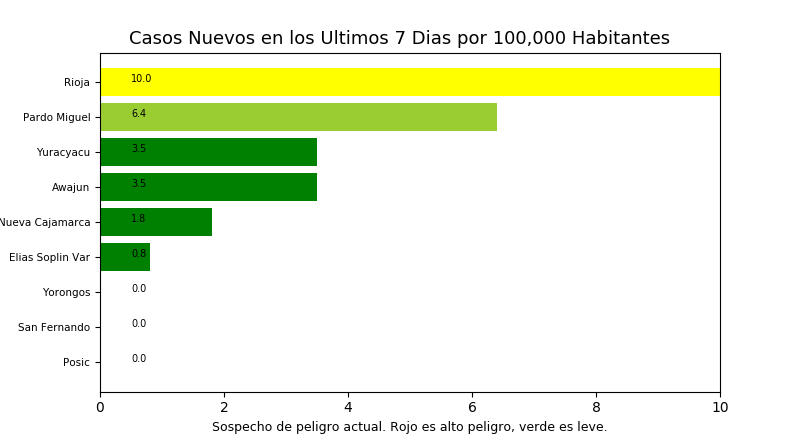 Casos Nuevos en los Ultimos 7 Dias por 100,000 Habitantes
Rioja 10.0
Pardo Miguel 6.4
Yuracyacu 3.5
Awajun 3.5
Nueva Cajamarca 1.8
Elias Soplin Var 0.8
Yorongos 0.0
San Fernando 0.0
Posic 0.0
0 2 4 6 8 10
Sospecho de peligro actual. Rojo es alto peligro, verde es leve.